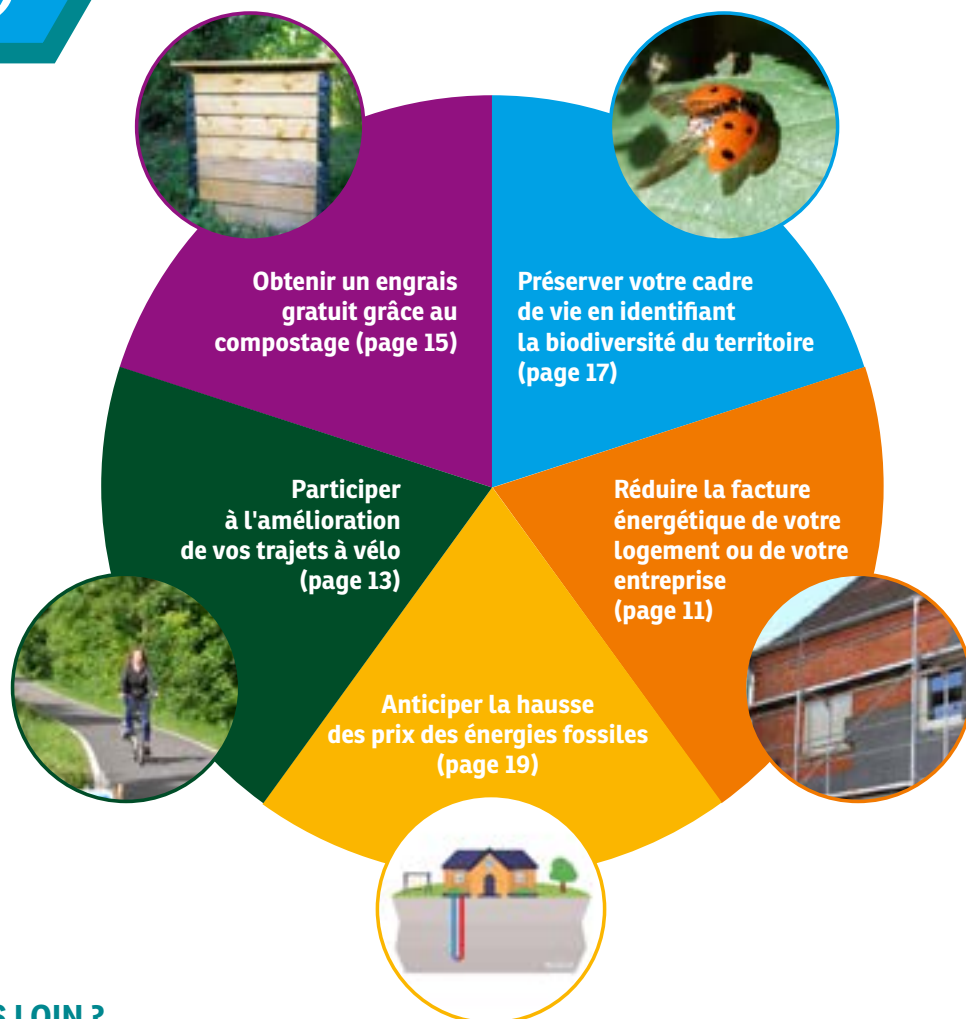 Obtenir un engrais
gratuit grâce au
compostage (page 15)
Préserver votre cadre
de vie en identifiant
la biodiversité du territoire
(page 17)
Participer
à l'amélioration
de vos trajets à vélo
(page 13)
Réduire la facture
énergétique de votre
logement ou de votre
entreprise
(page 11)
Anticiper la hausse
des prix des énergies fossiles
(page 19)
LOIN ?